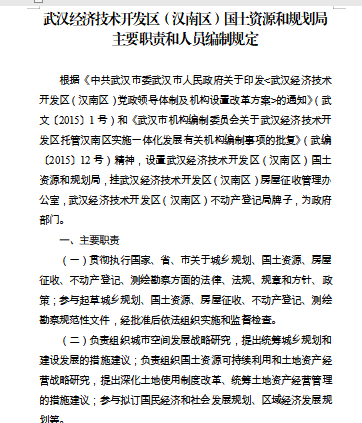 武汉经济技术开发区（汉南区）国土资源和规划局
主要职责和人员编制规定
根据《中共武汉市委武汉市人民政府关于印发<武汉经济技术
开发区（汉南区）党政领导体制及机构设置改革方案>的通知》（武
文〔2015〕1 号）和《武汉市机构编制委员会关于武汉经济技术开
发区托管汉南区实施一体化发展有关机构编制事项的批复》（武编
〔2015〕12 号）精神，设置武汉经济技术开发区（汉南区）国土
资源和规划局，挂武汉经济技术开发区（汉南区）房屋征收管理办
公室，武汉经济技术开发区（汉南区）不动产登记局牌子，为政府
部门。
一、主要职责
（一）贯彻执行国家、省、市关于城乡规划、国土资源、房屋
征收、不动产登记、测绘勘察方面的法律、法规、规章和方针、政
策；参与起草城乡规划、国土资源、房屋征收、不动产登记、测绘
勘察规范性文件，经批准后依法组织实施和监督检查。
（二）负责组织城市空间发展战略研究，提出统筹城乡规划和
建设发展的措施建议；负责组织国土资源可持续利用和土地资产经
营战略研究，提出深化土地使用制度改革、统筹土地资产经营管理
的措施建议；参与拟订国民经济和社会发展规划、区域经济发展规
划等。